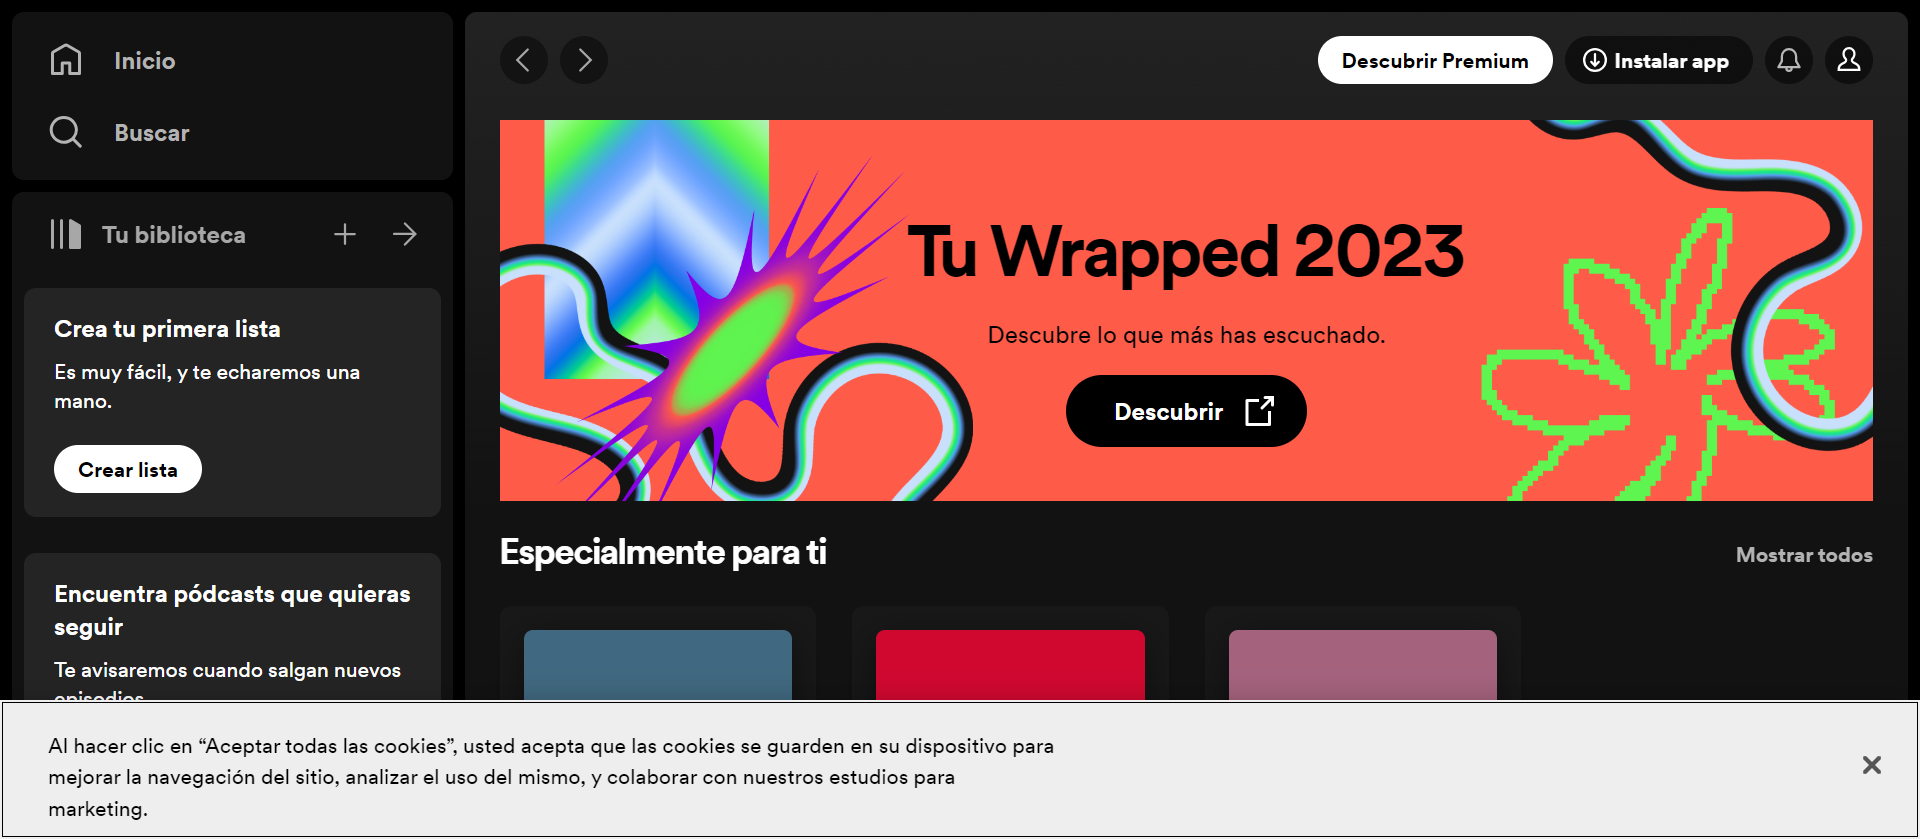 Inicio
Buscar
Tu biblioteca
Crea tu primera lista
Es muy fácil, y te echaremos una
mano.
Crear lista
Encuentra pódcasts que quieras
seguir
Te avisaremos cuando salgan nuevos
episodios
Descubrir Premium
Instalar app
Tu Wrapped 2023
Descubre lo que más has escuchado.
Descubrir
Especialmente para ti
Mostrar todos
Al hacer clic en “Aceptar todas las cookies”, usted acepta que las cookies se guarden en su dispositivo para
mejorar la navegación del sitio, analizar el uso del mismo, y colaborar con nuestros estudios para
marketing.